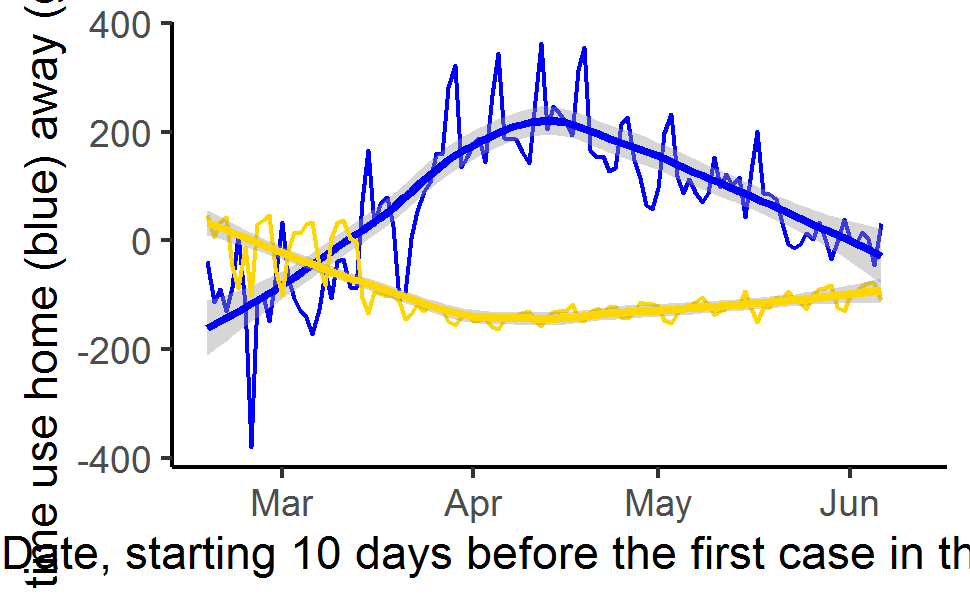 time use home (blue) away (
400
200
0
-200
-400
Mar Apr May Jun
Date, starting 10 days before the first case in th